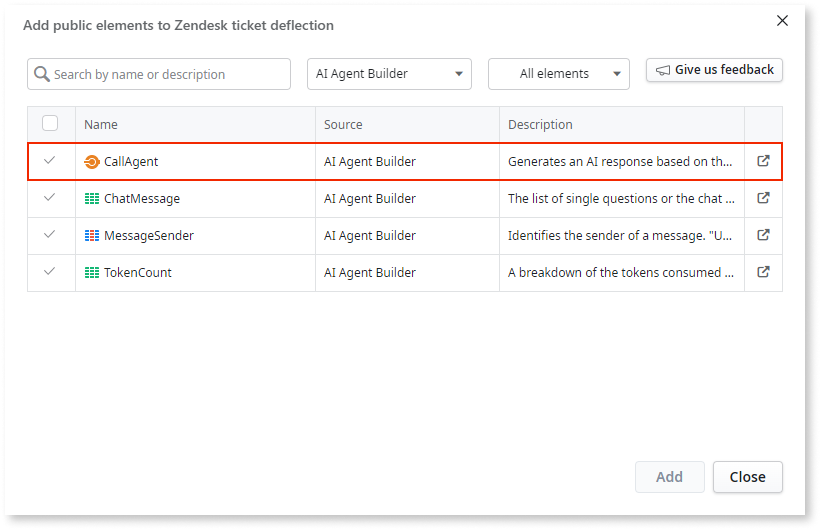 Add public elements to Zendesk ticket deflection
Search by name or description
AI Agent Builder
All elements
Give us feedback
Name Source Description
CallAgent AI Agent Builder Generates an AI response based on th...
ChatMessage AI Agent Builder The list of single questions or the chat ...
MessageSender AI Agent Builder Identifies the sender of a message. "U...
TokenCount AI Agent Builder A breakdown of the tokens consumed ...
Add Close